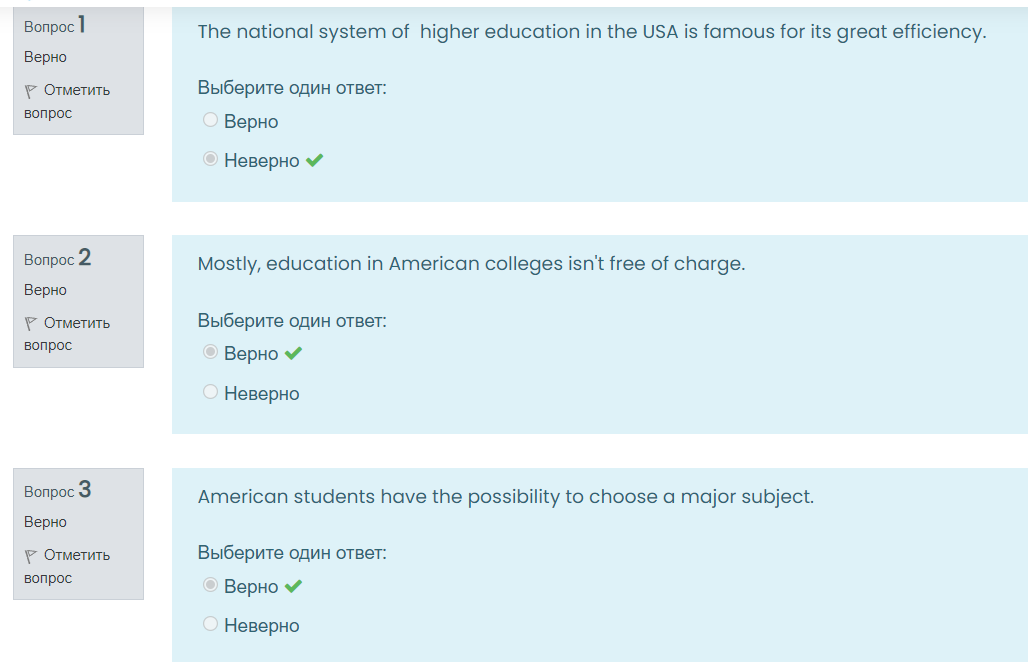 Вопрос 1
Верно
Отметить
вопрос
The national system of  higher education in the USA is famous for its great efficiency.
Выберите один ответ:
Верно
Неверно
Вопрос 2
Верно
Отметить
вопрос
Mostly, education in American colleges isn't free of charge.
Выберите один ответ:
Верно
Неверно
Вопрос 3
Верно
Отметить
вопрос
American students have the possibility to choose a major subject.
Выберите один ответ:
Верно
Неверно